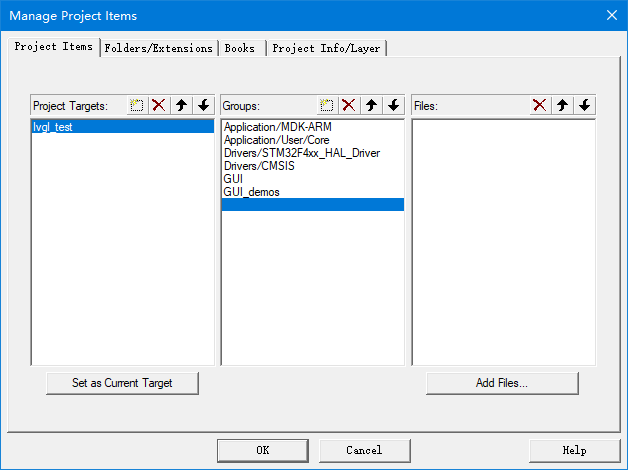 Manage Project Items
Project Items Folders/Extensions Books Project Info/Layer
Project Targets: Groups: Files:
lvgl_test
Application/MDK-ARM
Application/User/Core
Drivers/STM32F4xx_HAL_Driver
Drivers/CMSIS
GUI
GUI_demos
Set as Current Target Add Files...
OK Cancel Help